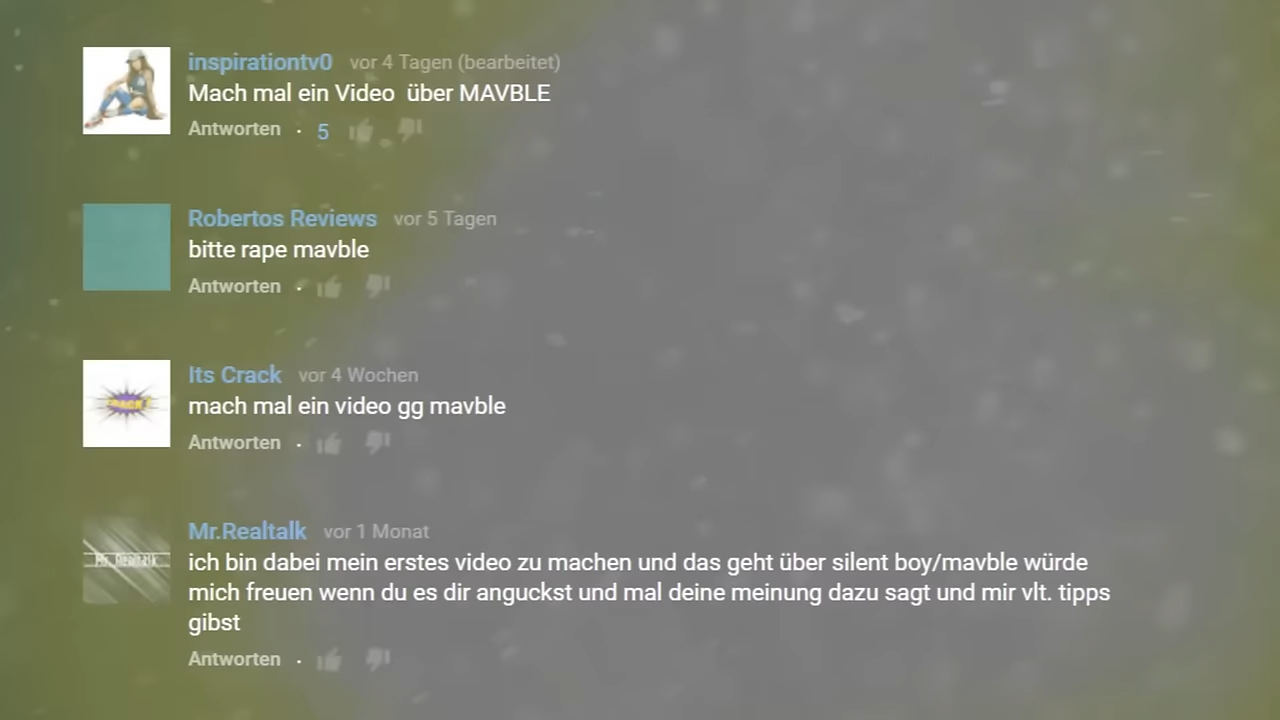 inspirationtv0 vor 4 Tagen (bearbeitet)
Mach mal ein Video über MAVBLE
Antworten · 5
Robertos Reviews vor 5 Tagen
bitte rape mavble
Antworten ·
Its Crack vor 4 Wochen
mach mal ein video gg mavble
Antworten ·
Mr. Realtalk
Mr.Realtalk vor 1 Monat
ich bin dabei mein erstes video zu machen und das geht über silent boy/mavble würde
mich freuen wenn du es dir anguckst und mal deine meinung dazu sagt und mir vlt. tipps
gibst
Antworten ·